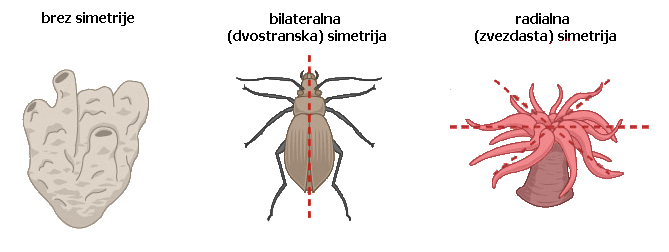 brez simetrije
bilateralna
(dvostranska) simetrija
radialna
(zvezdasta) simetrija